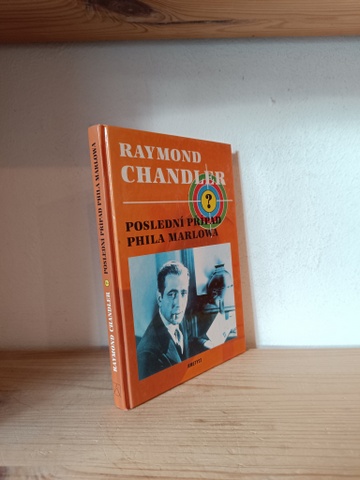 RAYMOND
CHANDLER
?
POSLEDNÍ PŘÍPAD
PHILA MARLOWA
RAYMOND CHANDLER ? POSLEDNÍ PŘÍPAD PHILA MARLOWA